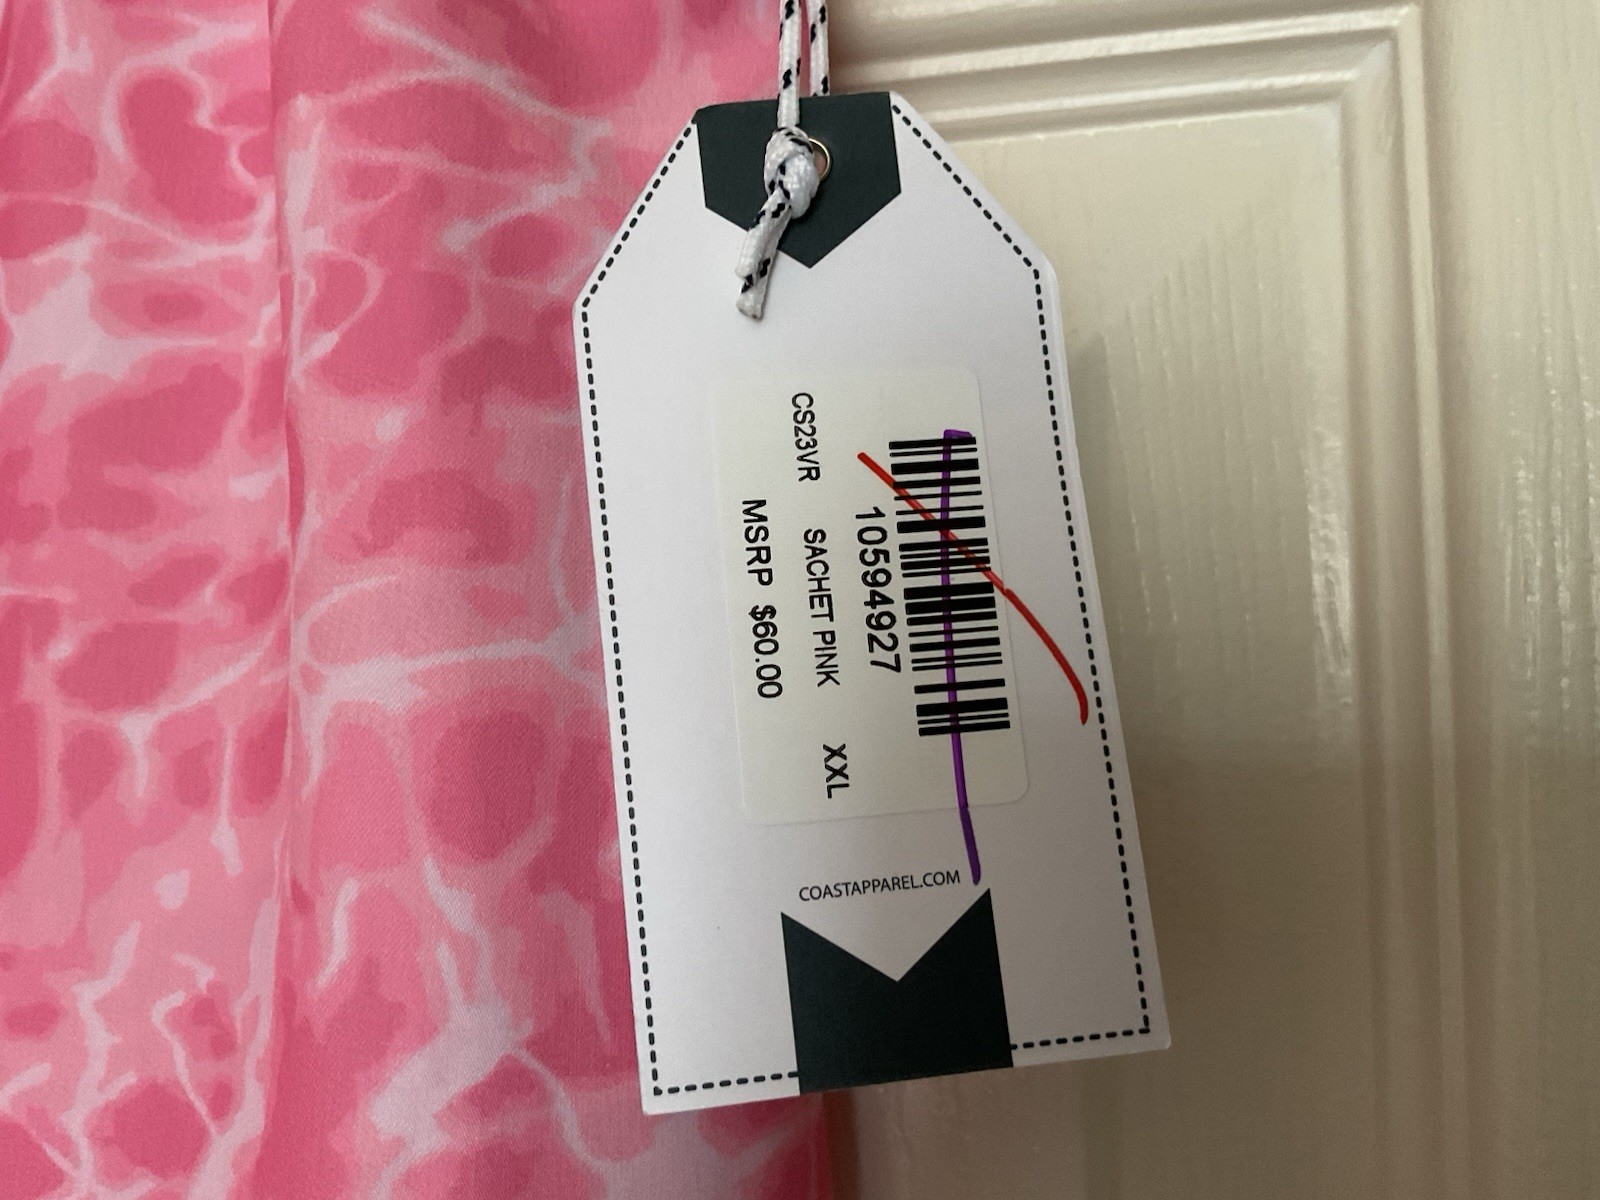 10594927
CS23VR SACHET PINK XXL
MSRP $60.00
COASTAPPAREL.COM